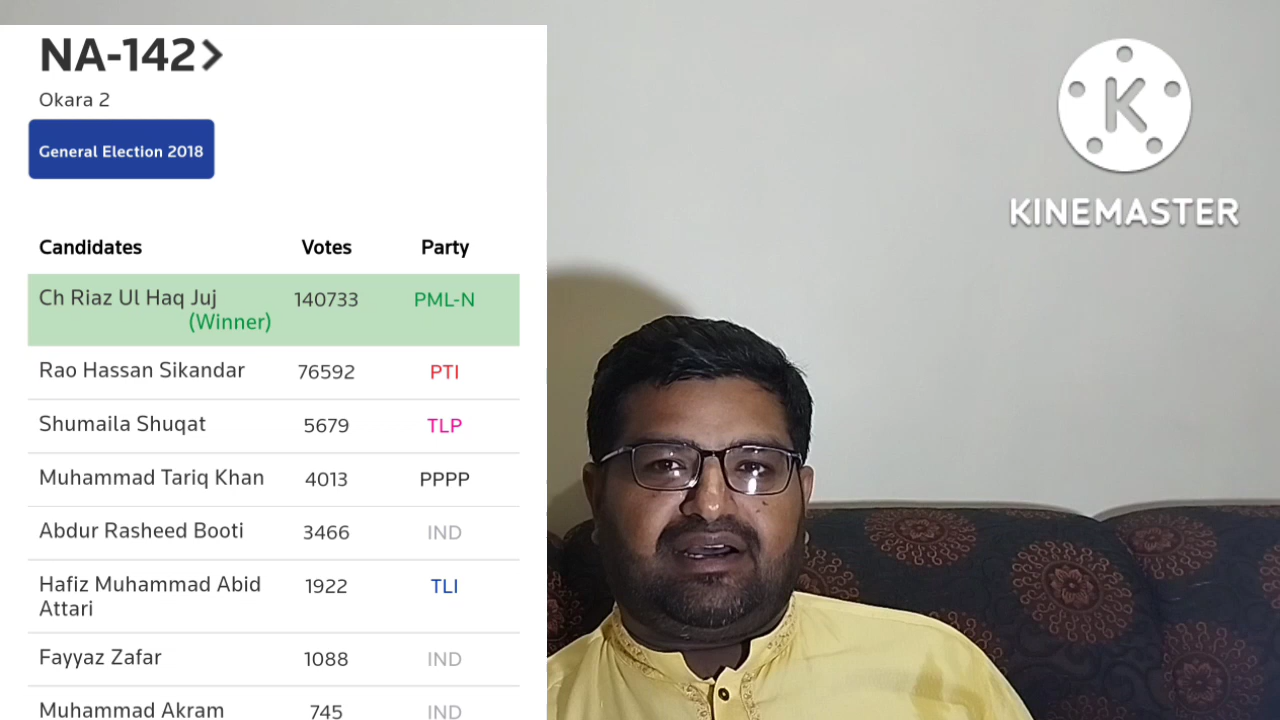 NA-142>
Okara 2
General Election 2018
Candidates Votes Party
Ch Riaz Ul Haq Juj 140733 PML-N
(Winner)
Rao Hassan Sikandar 76592 PTI
Shumaila Shuqat 5679 TLP
Muhammad Tariq Khan 4013 PPPP
Abdur Rasheed Booti 3466 IND
Hafiz Muhammad Abid 1922 TLI
Attari
Fayyaz Zafar 1088 IND
Muhammad Akram 745 IND
K
KINEMASTER